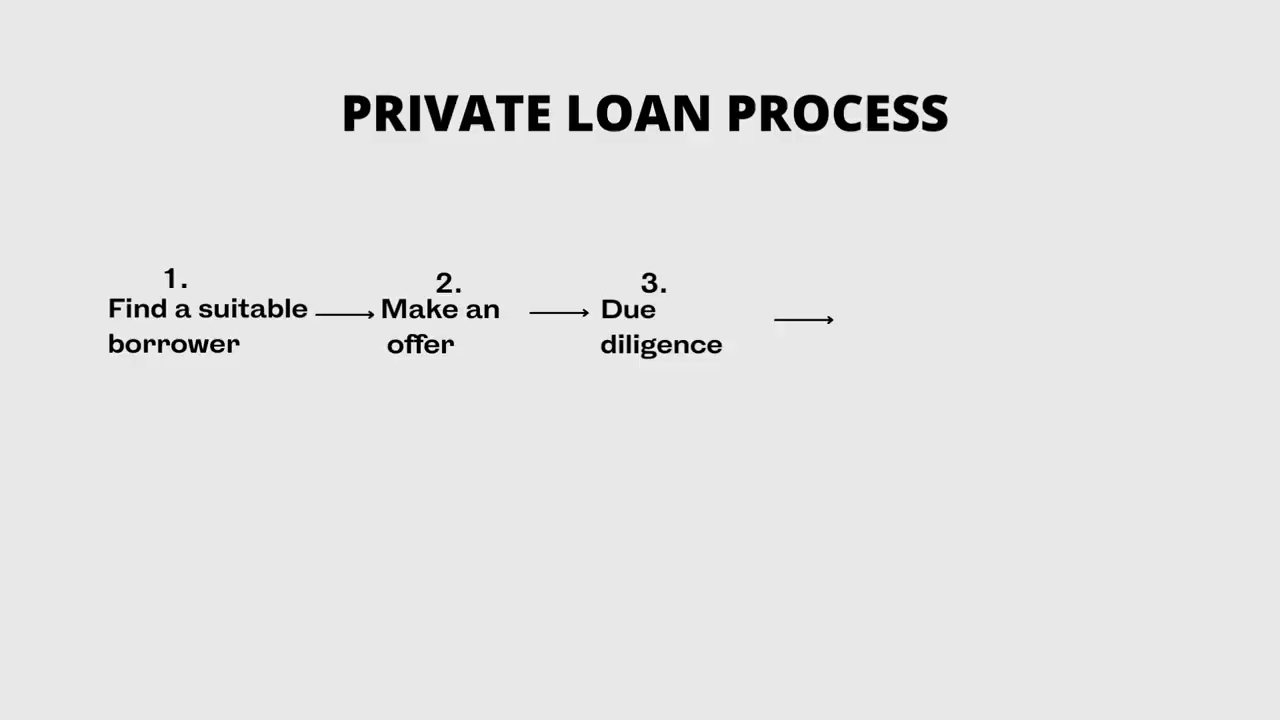 PRIVATE LOAN PROCESS
1.
Find a suitable
borrower
2.
Make an
offer
3.
Due
diligence